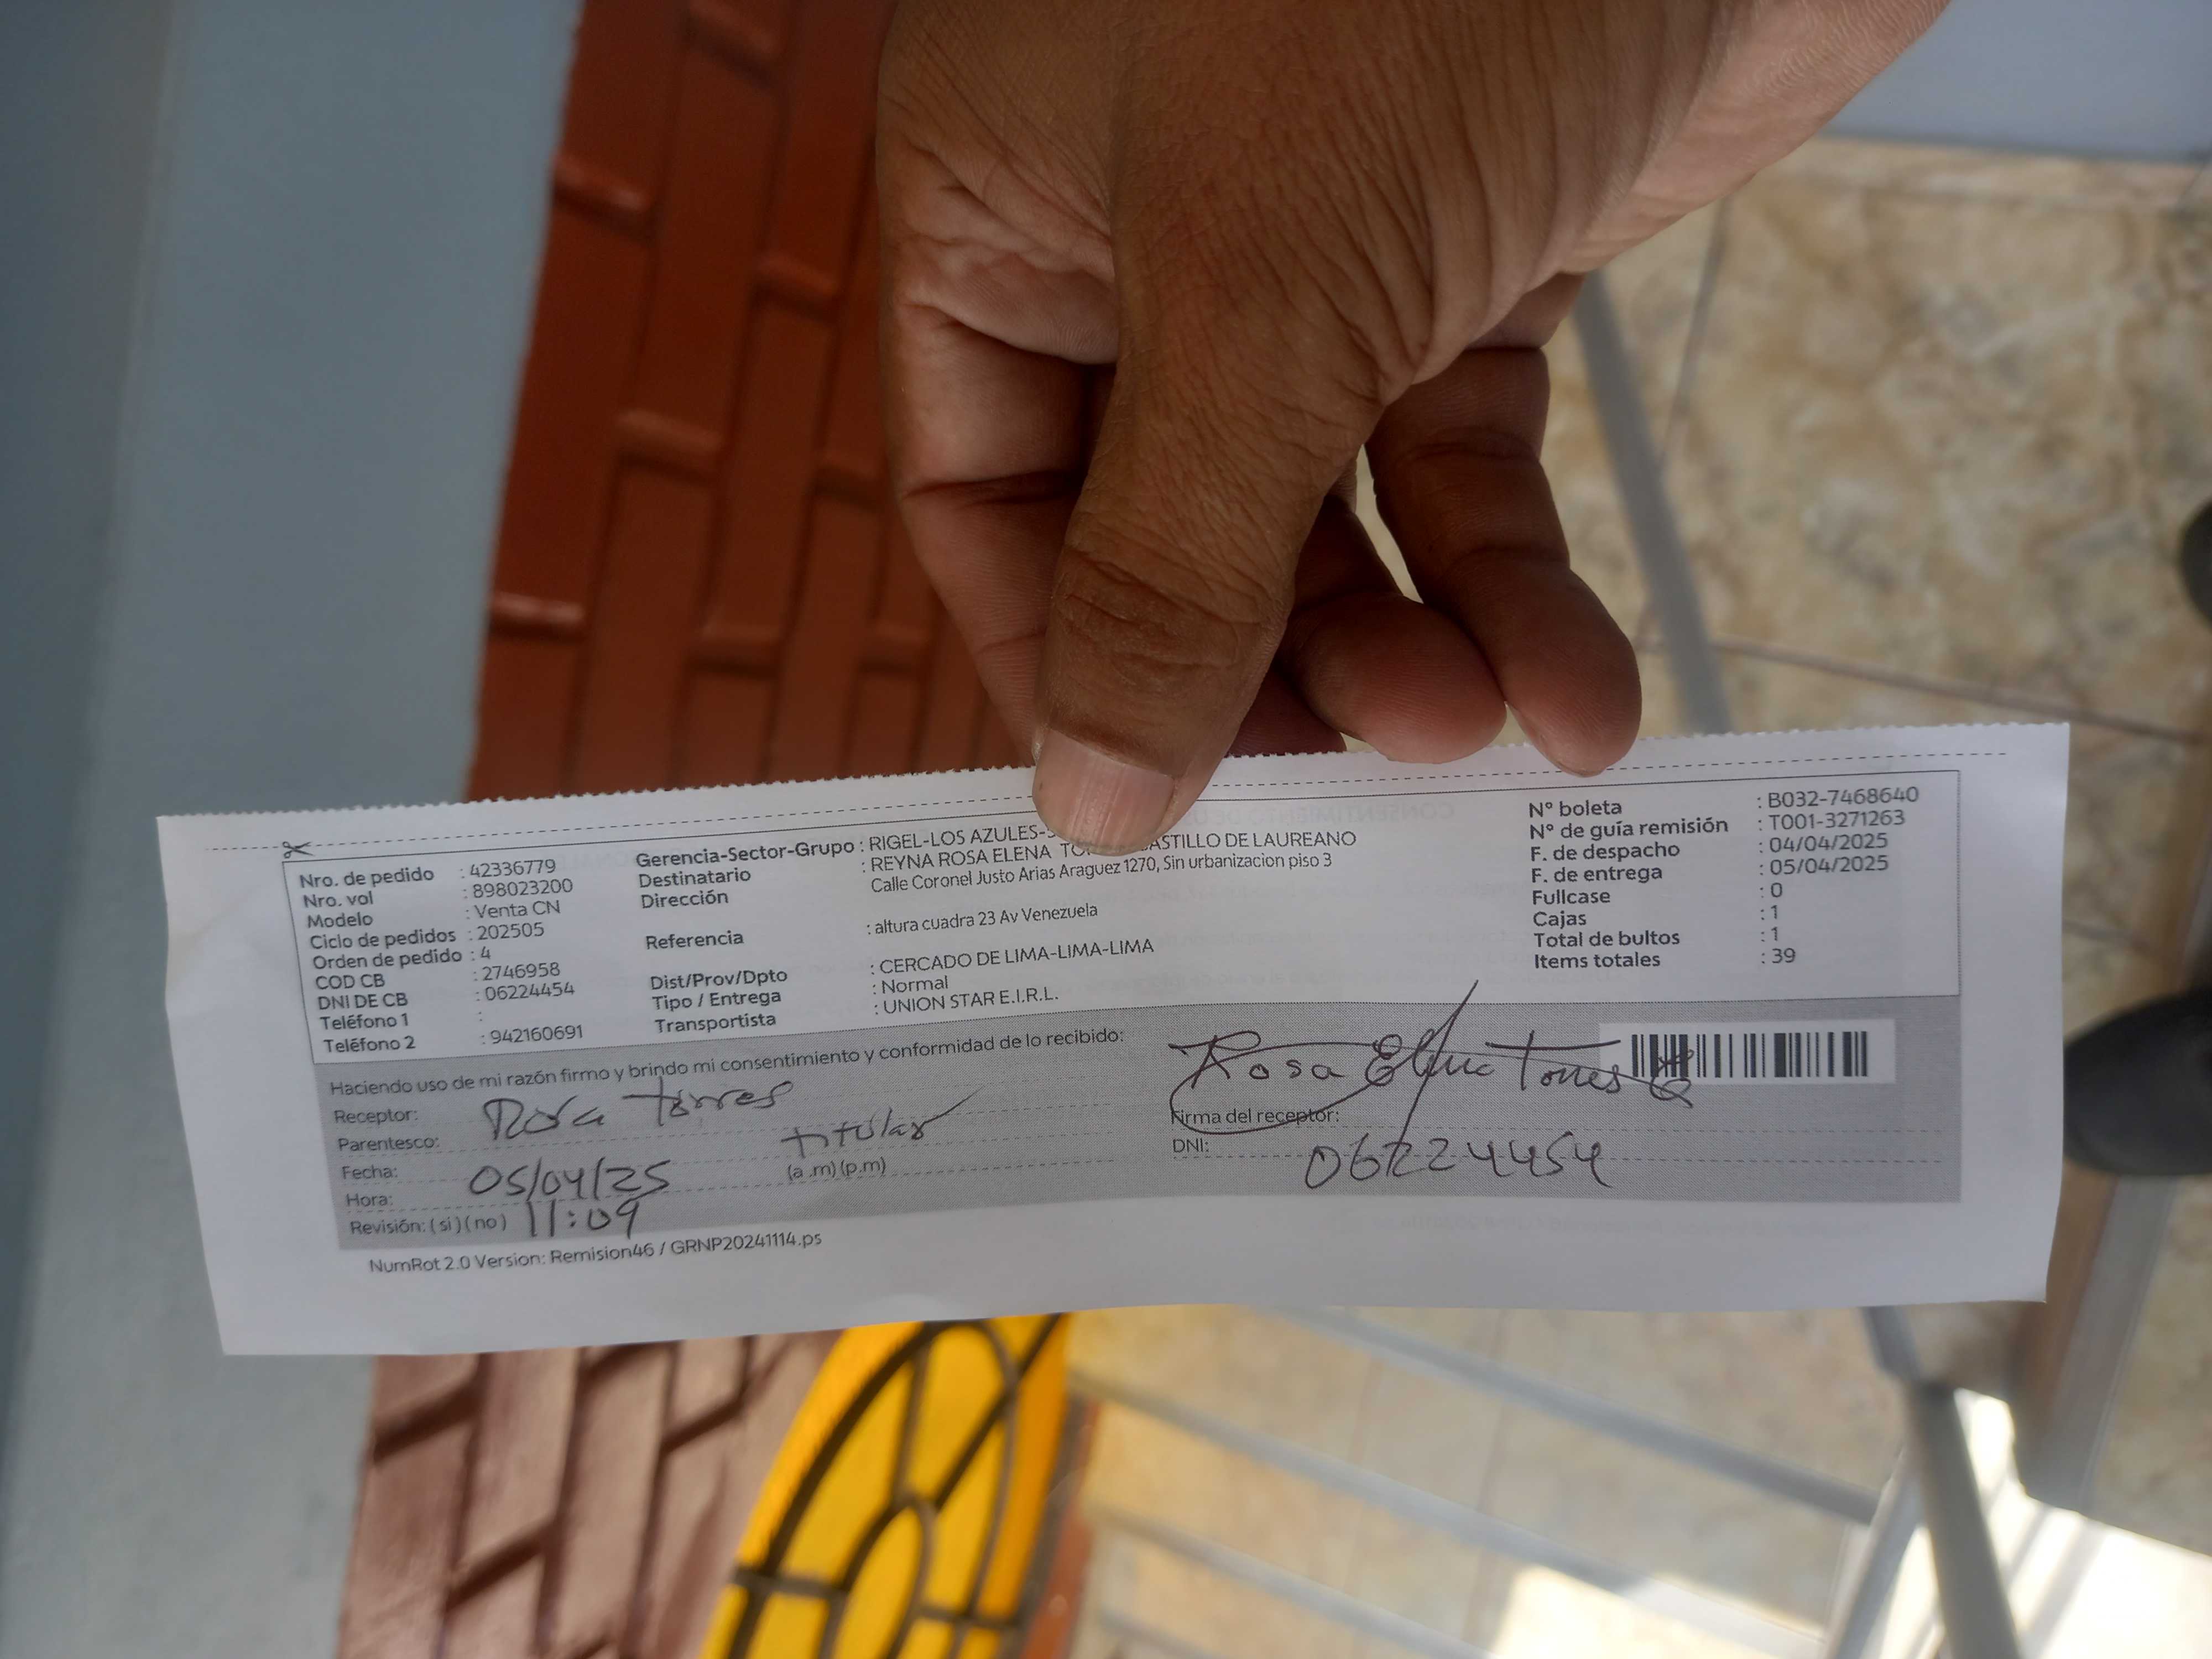 Nro. de pedido : 42336779
Nro. vol : 898023200
Modelo : Venta CN
Ciclo de pedidos : 202505
Orden de pedido : 4
COD CB : 2746958
DNI DE CB : 06224454
Teléfono 1 :
Teléfono 2 : 942160691
Gerencia-Sector-Grupo : RIGEL-LOS AZULES-
Destinatario : REYNA ROSA ELENA DE LAUREANO
Dirección Calle Coronel Justo Arias Araguez 1270, Sin urbanizacion piso 3
Referencia : altura cuadra 23 Av Venezuela
Dist/Prov/Dpto : CERCADO DE LIMA-LIMA-LIMA
Tipo / Entrega : Normal
Transportista : UNION STAR E.I.R.L.
N° boleta : B032-7468640
N° de guía remisión : T001-3271263
F. de despacho : 04/04/2025
F. de entrega : 05/04/2025
Fullcase : 0
Cajas : 1
Total de bultos : 1
Items totales : 39
Haciendo uso de mi razón firmo y brindo mi consentimiento y conformidad de lo recibido:
Receptor: Rosa Torres
Parentesco: titular
Fecha: 05/04/25 (a.m) (p.m)
Hora: 11:09
Revisión: ( si ) ( no )
Rosa Elena Torres
Firma del receptor:
DNI: 06224454
NumRot 2.0 Version: Remision46 / GRNP20241114.ps